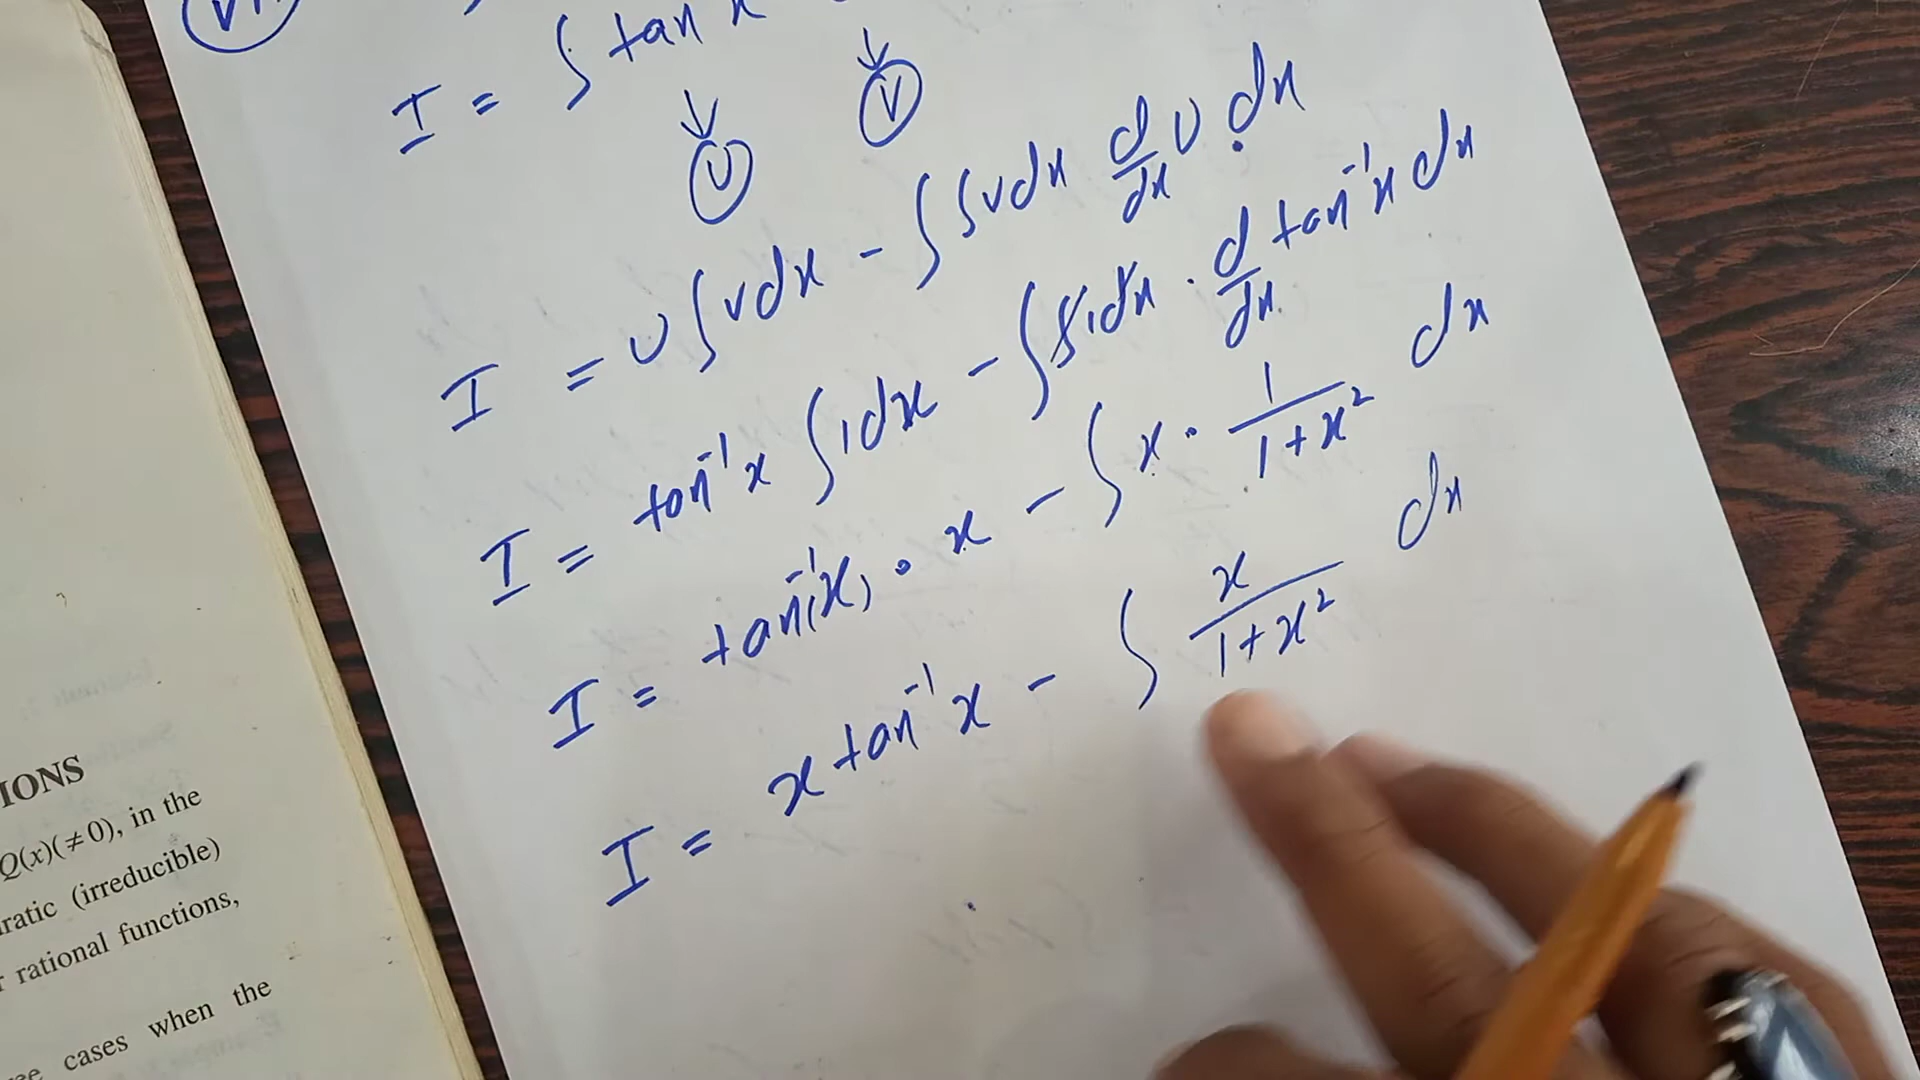 I = ∫ tan x
U V
I = U ∫ v dx - ∫ ∫ v dx d/dx U . dx
I = tan⁻¹x ∫ 1 dx - ∫ ∫ 1 dx . d/dx tan⁻¹x dx
I = tan⁻¹x . x - ∫ x . 1/1+x² dx
I = x tan⁻¹x - ∫ x/1+x² dx
IONS
Q(x)(≠0), in the
ratic (irreducible)
r rational functions,
cases when the